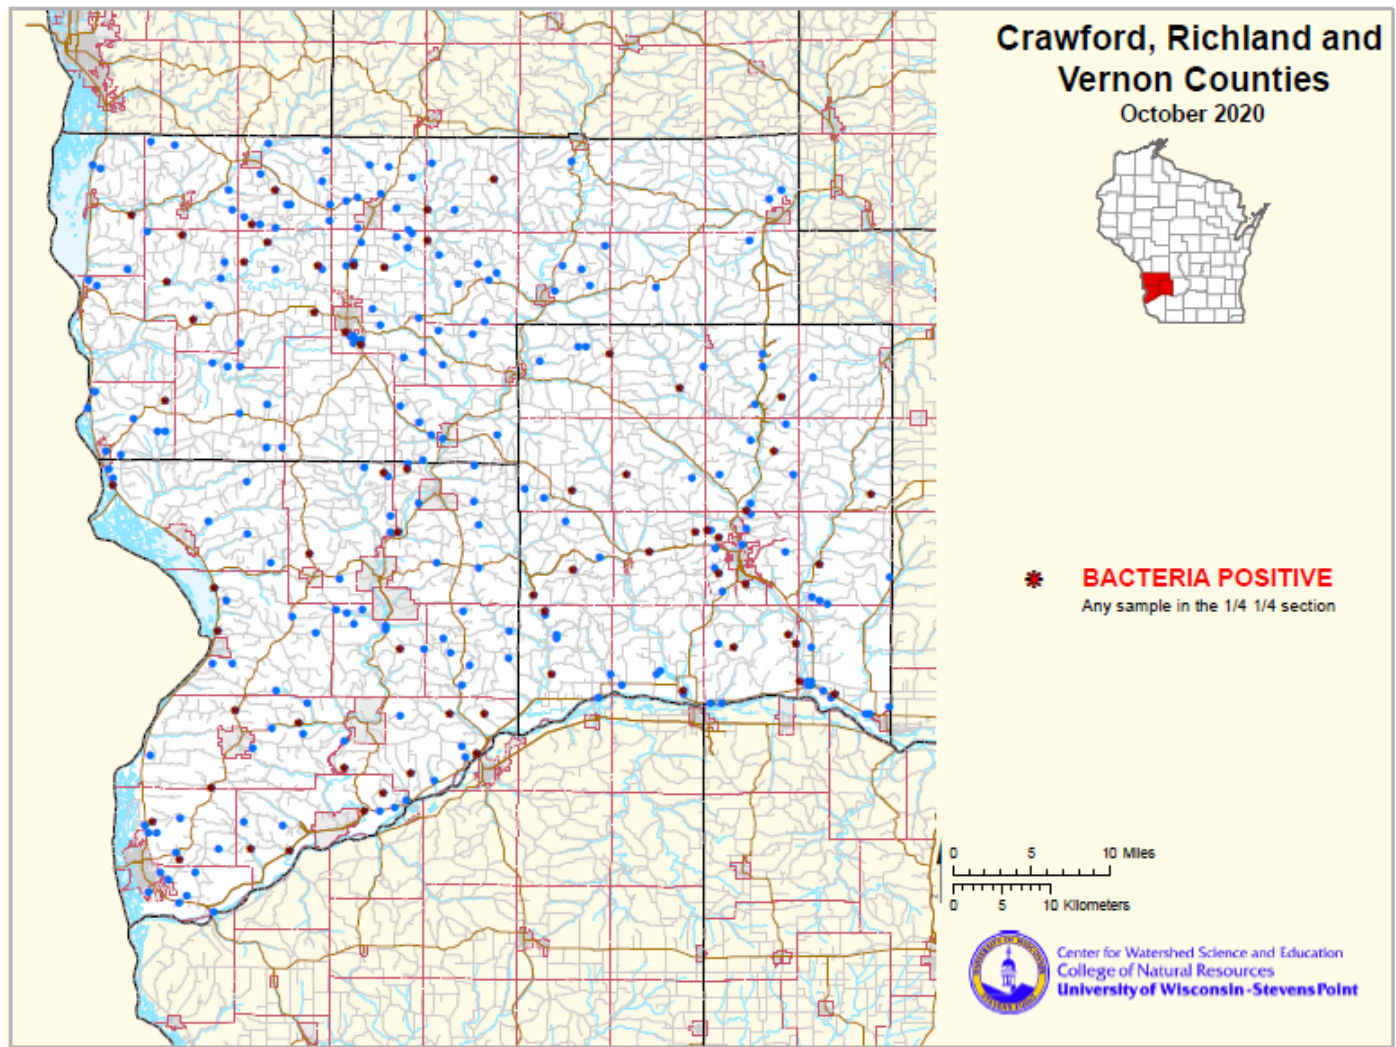 Crawford, Richland and
Vernon Counties
October 2020
BACTERIA POSITIVE
Any sample in the 1/4 1/4 section
0 5 10 Miles
0 5 10 Kilometers
Center for Watershed Science and Education
College of Natural Resources
University of Wisconsin - Stevens Point